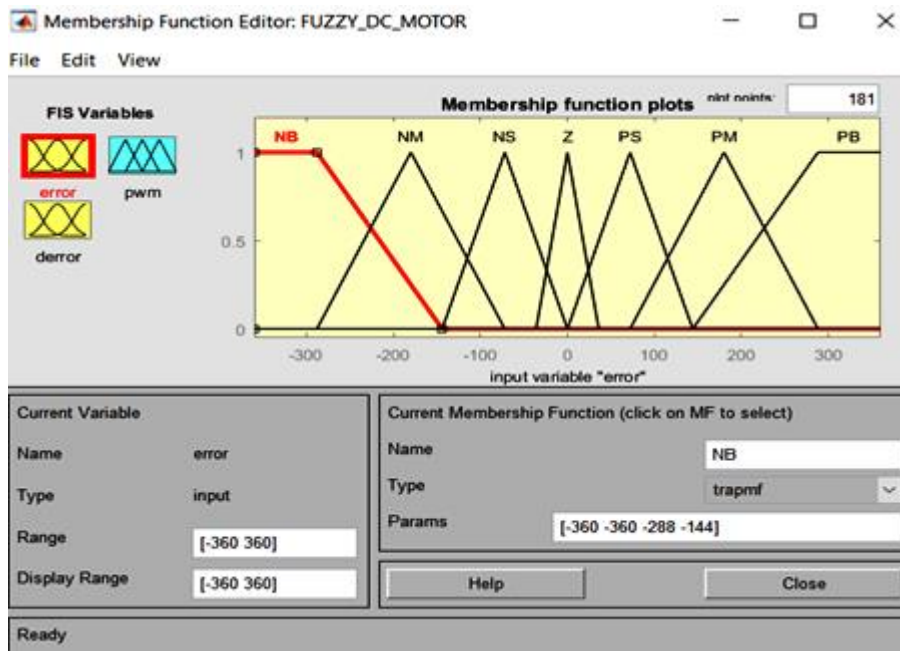 Membership Function Editor: FUZZY_DC_MOTOR
File Edit View
FIS Variables
error
pwm
derror
Membership function plots
plot points:
181
NB NM NS Z PS PM PB
1
0.5
0
-300 -200 -100 0 100 200 300
input variable "error"
Current Variable
Name error
Type input
Range [-360 360]
Display Range [-360 360]
Current Membership Function (click on MF to select)
Name NB
Type trapmf
Params [-360 -360 -288 -144]
Help Close
Ready